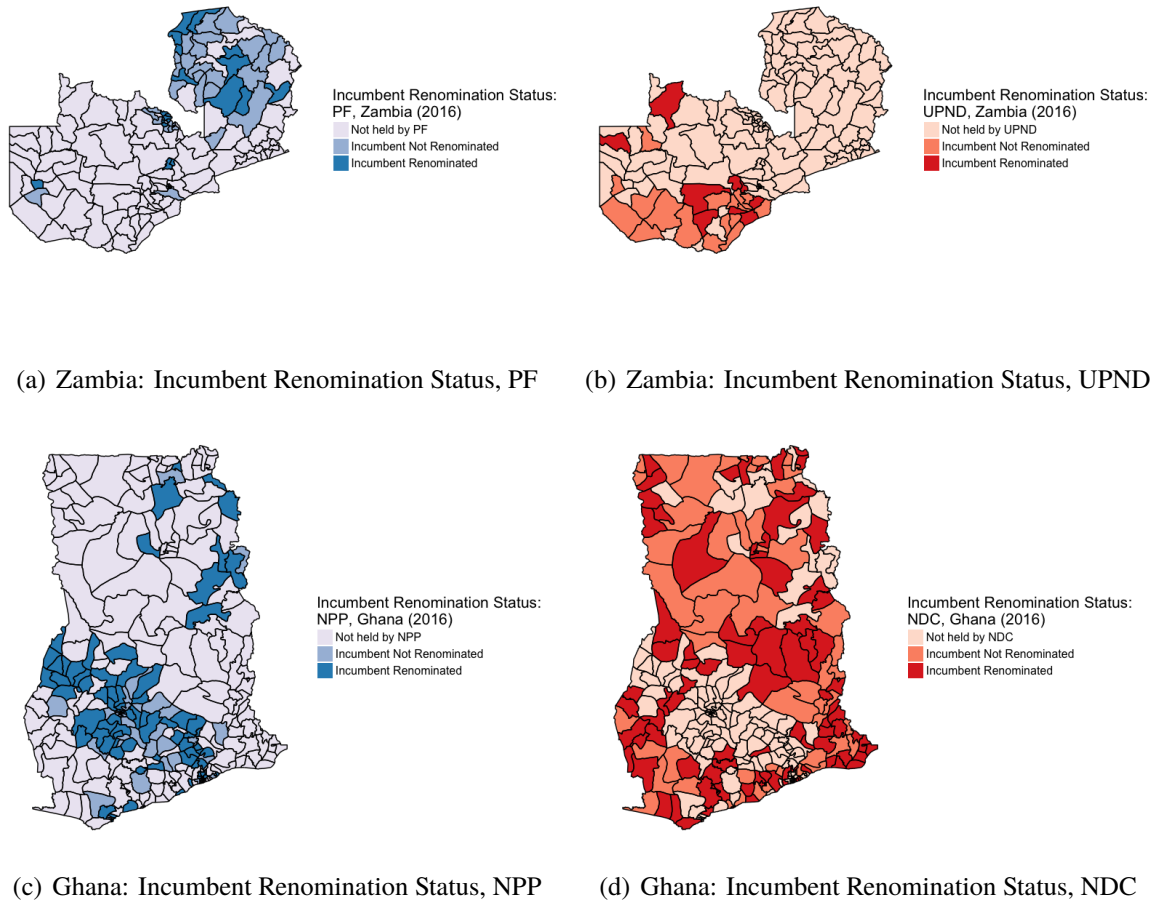 Incumbent Renomination Status:
PF, Zambia (2016)
Not held by PF
Incumbent Not Renominated
Incumbent Renominated
Incumbent Renomination Status:
UPND, Zambia (2016)
Not held by UPND
Incumbent Not Renominated
Incumbent Renominated
(a) Zambia: Incumbent Renomination Status, PF
(b) Zambia: Incumbent Renomination Status, UPND
Incumbent Renomination Status:
NPP, Ghana (2016)
Not held by NPP
Incumbent Not Renominated
Incumbent Renominated
Incumbent Renomination Status:
NDC, Ghana (2016)
Not held by NDC
Incumbent Not Renominated
Incumbent Renominated
(c) Ghana: Incumbent Renomination Status, NPP
(d) Ghana: Incumbent Renomination Status, NDC